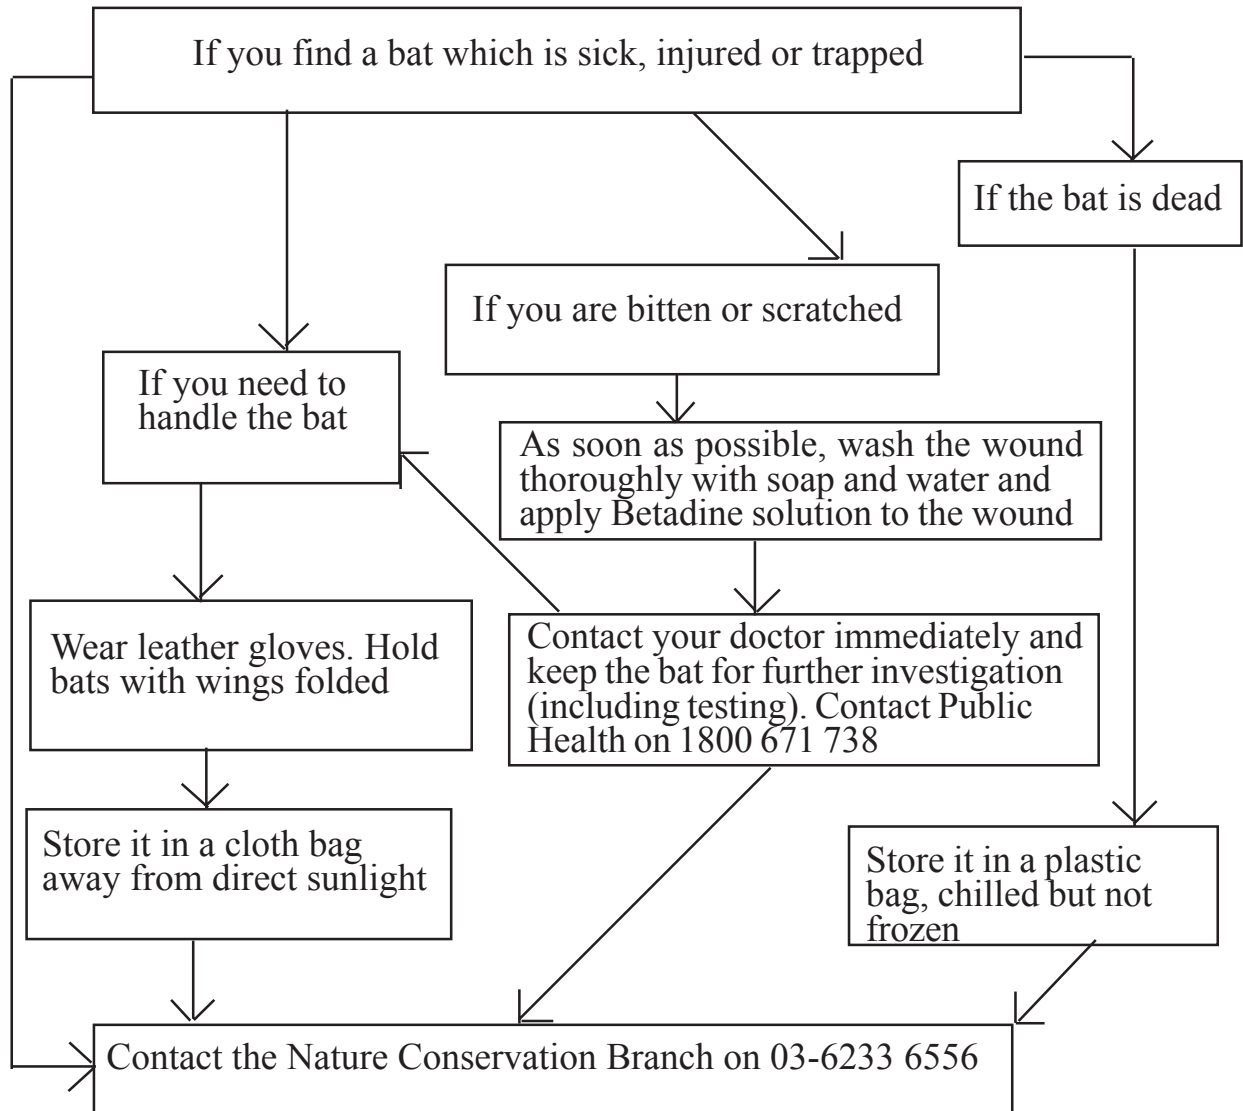 If you find a bat which is sick, injured or trapped
If the bat is dead
If you are bitten or scratched
If you need to
handle the bat
As soon as possible, wash the wound
thoroughly with soap and water and
apply Betadine solution to the wound
Wear leather gloves. Hold
bats with wings folded
Contact your doctor immediately and
keep the bat for further investigation
(including testing). Contact Public
Health on 1800 671 738
Store it in a cloth bag
away from direct sunlight
Store it in a plastic
bag, chilled but not
frozen
Contact the Nature Conservation Branch on 03-6233 6556